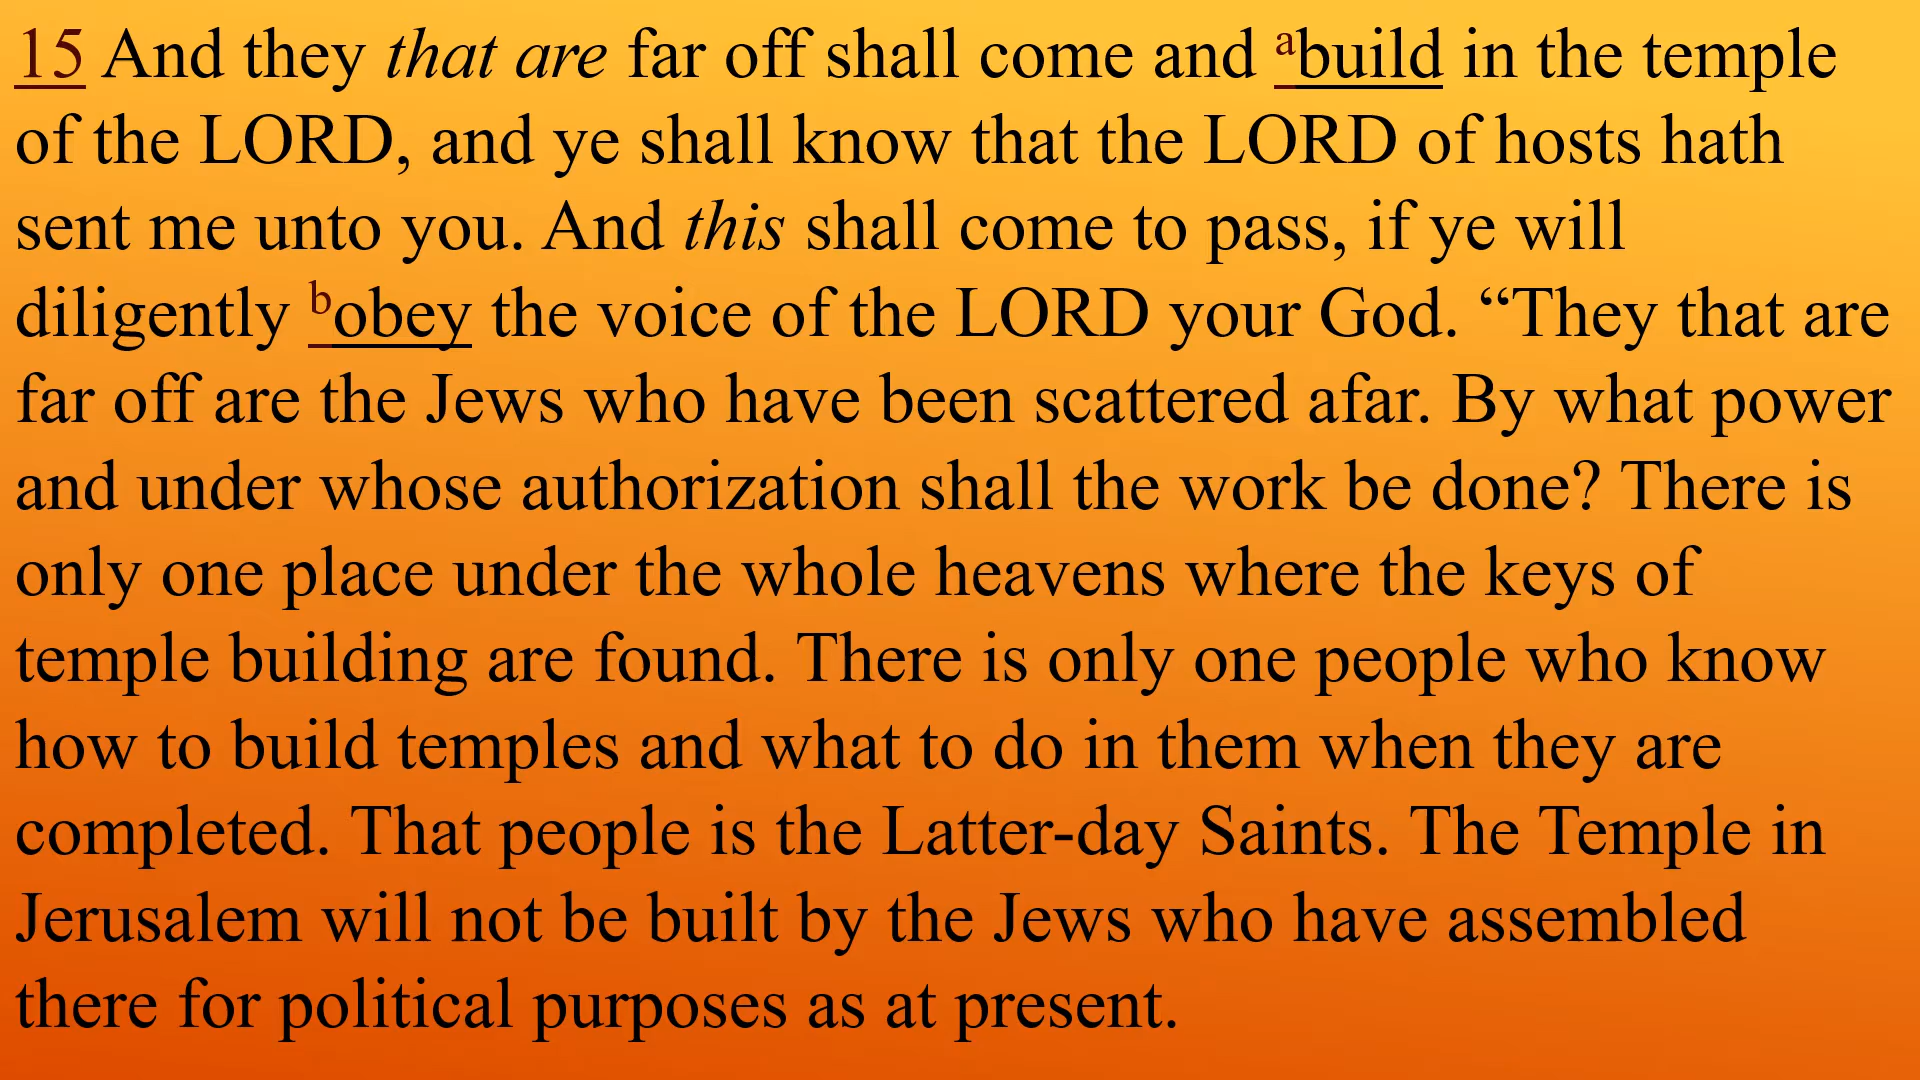 15 And they that are far off shall come and abuild in the temple
of the LORD, and ye shall know that the LORD of hosts hath
sent me unto you. And this shall come to pass, if ye will
diligently bobey the voice of the LORD your God. “They that are
far off are the Jews who have been scattered afar. By what power
and under whose authorization shall the work be done? There is
only one place under the whole heavens where the keys of
temple building are found. There is only one people who know
how to build temples and what to do in them when they are
completed. That people is the Latter-day Saints. The Temple in
Jerusalem will not be built by the Jews who have assembled
there for political purposes as at present.